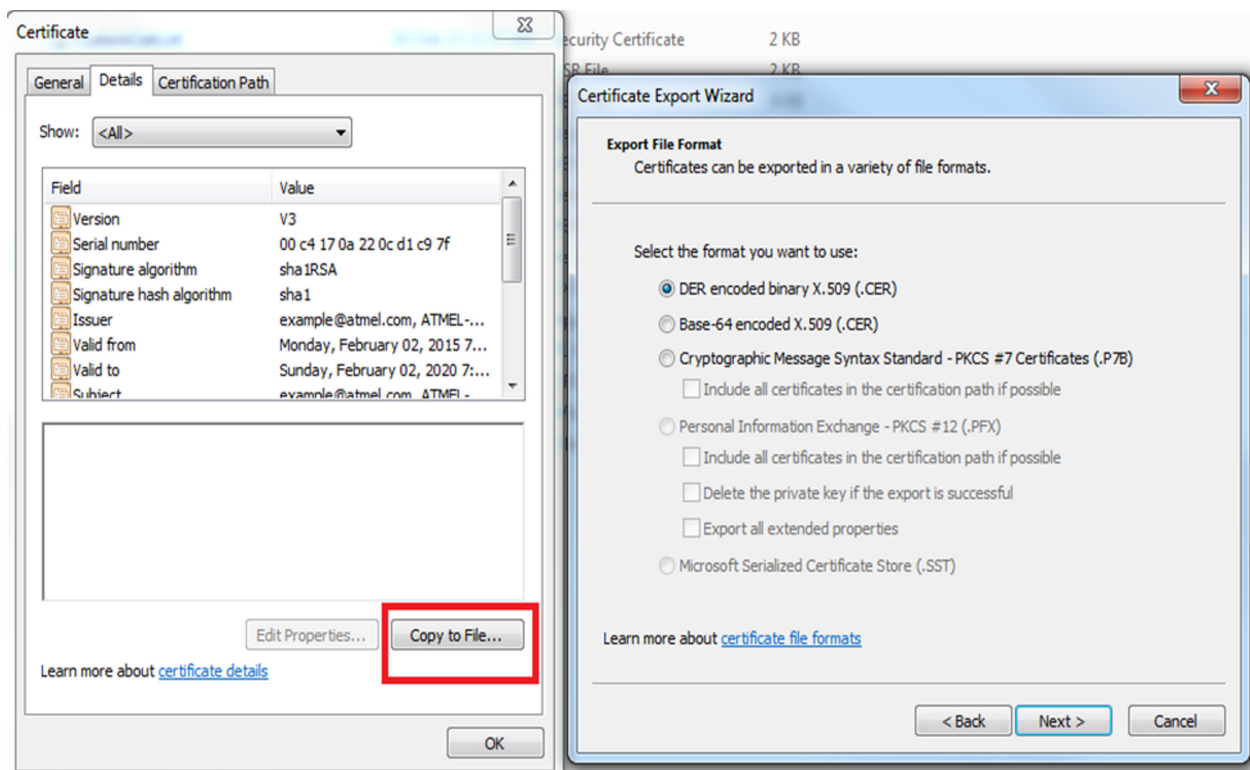 Certificate
General Details Certification Path
Show: <All>
Field Value
Version V3
Serial number 00 c4 17 0a 22 0c d1 c9 7f
Signature algorithm sha1RSA
Signature hash algorithm sha1
Issuer example@atmel.com, ATMEL-...
Valid from Monday, February 02, 2015 7...
Valid to Sunday, February 02, 2020 7:...
Subject example@atmel.com, ATMEL-
Edit Properties... Copy to File...
Learn more about certificate details
OK
ecurity Certificate 2 KB
SR File 2 KB
Certificate Export Wizard
Export File Format
Certificates can be exported in a variety of file formats.
Select the format you want to use:
DER encoded binary X.509 (.CER)
Base-64 encoded X.509 (.CER)
Cryptographic Message Syntax Standard - PKCS #7 Certificates (.P7B)
Include all certificates in the certification path if possible
Personal Information Exchange - PKCS #12 (.PFX)
Include all certificates in the certification path if possible
Delete the private key if the export is successful
Export all extended properties
Microsoft Serialized Certificate Store (.SST)
Learn more about certificate file formats
< Back Next > Cancel